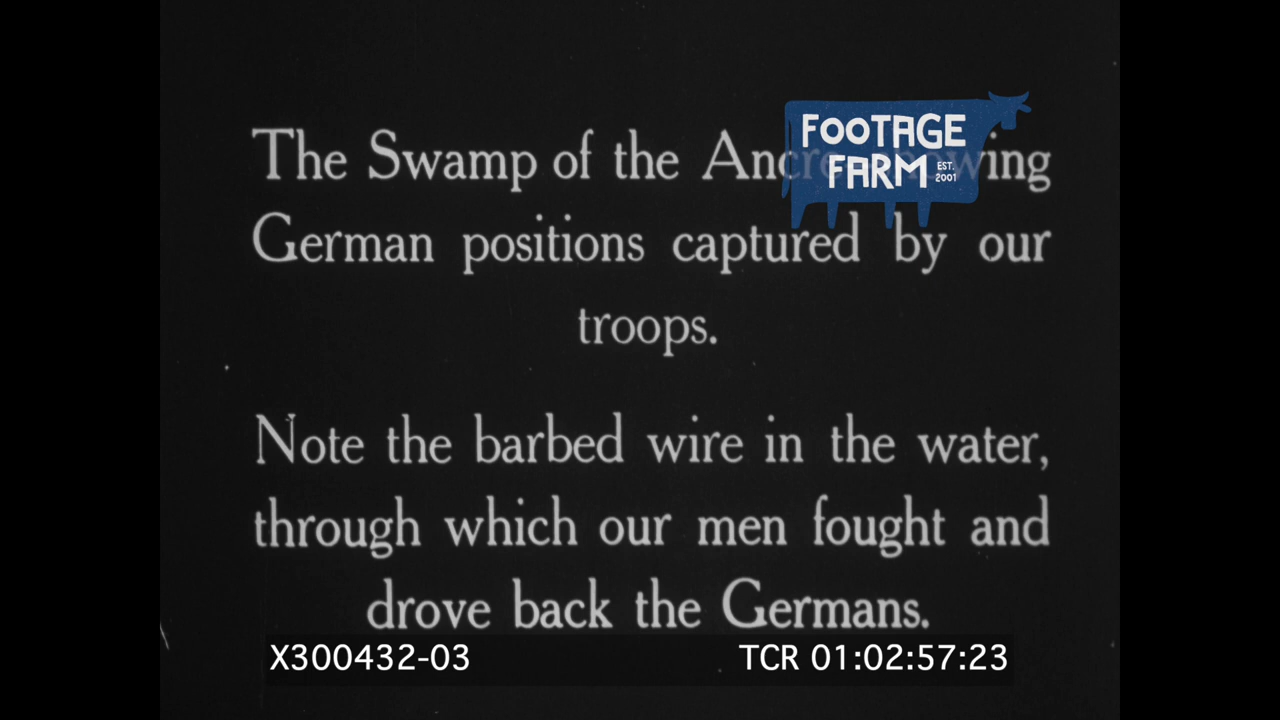 The Swamp of the Ancre showing
German positions captured by our
troops.
Note the barbed wire in the water,
through which our men fought and
drove back the Germans.
FOOTAGE
FARM
EST.
2001
X300432-03 TCR 01:02:57:23